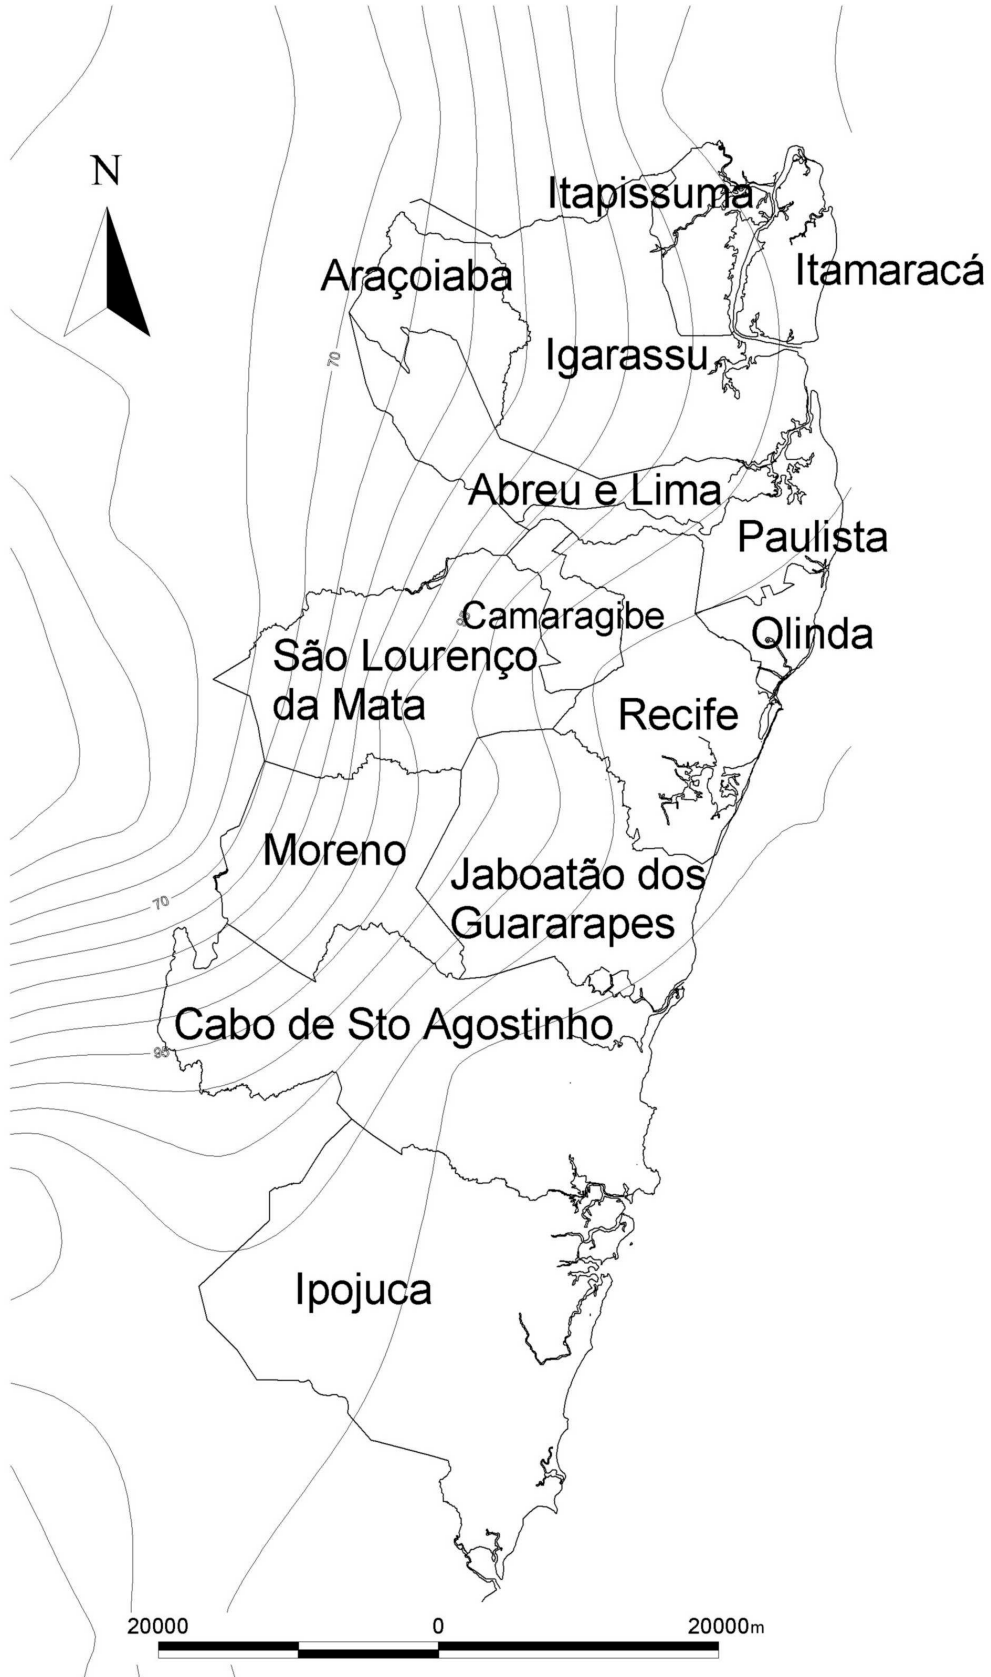 N
Itapissuma
Itamaracá
Araçoiaba
Igarassu
70
Abreu e Lima
Paulista
Camaragibe
Olinda
São Lourenço
da Mata
Recife
Moreno
Jaboatão dos
Guararapes
70
Cabo de Sto Agostinho
95
Ipojuca
20000 0 20000m